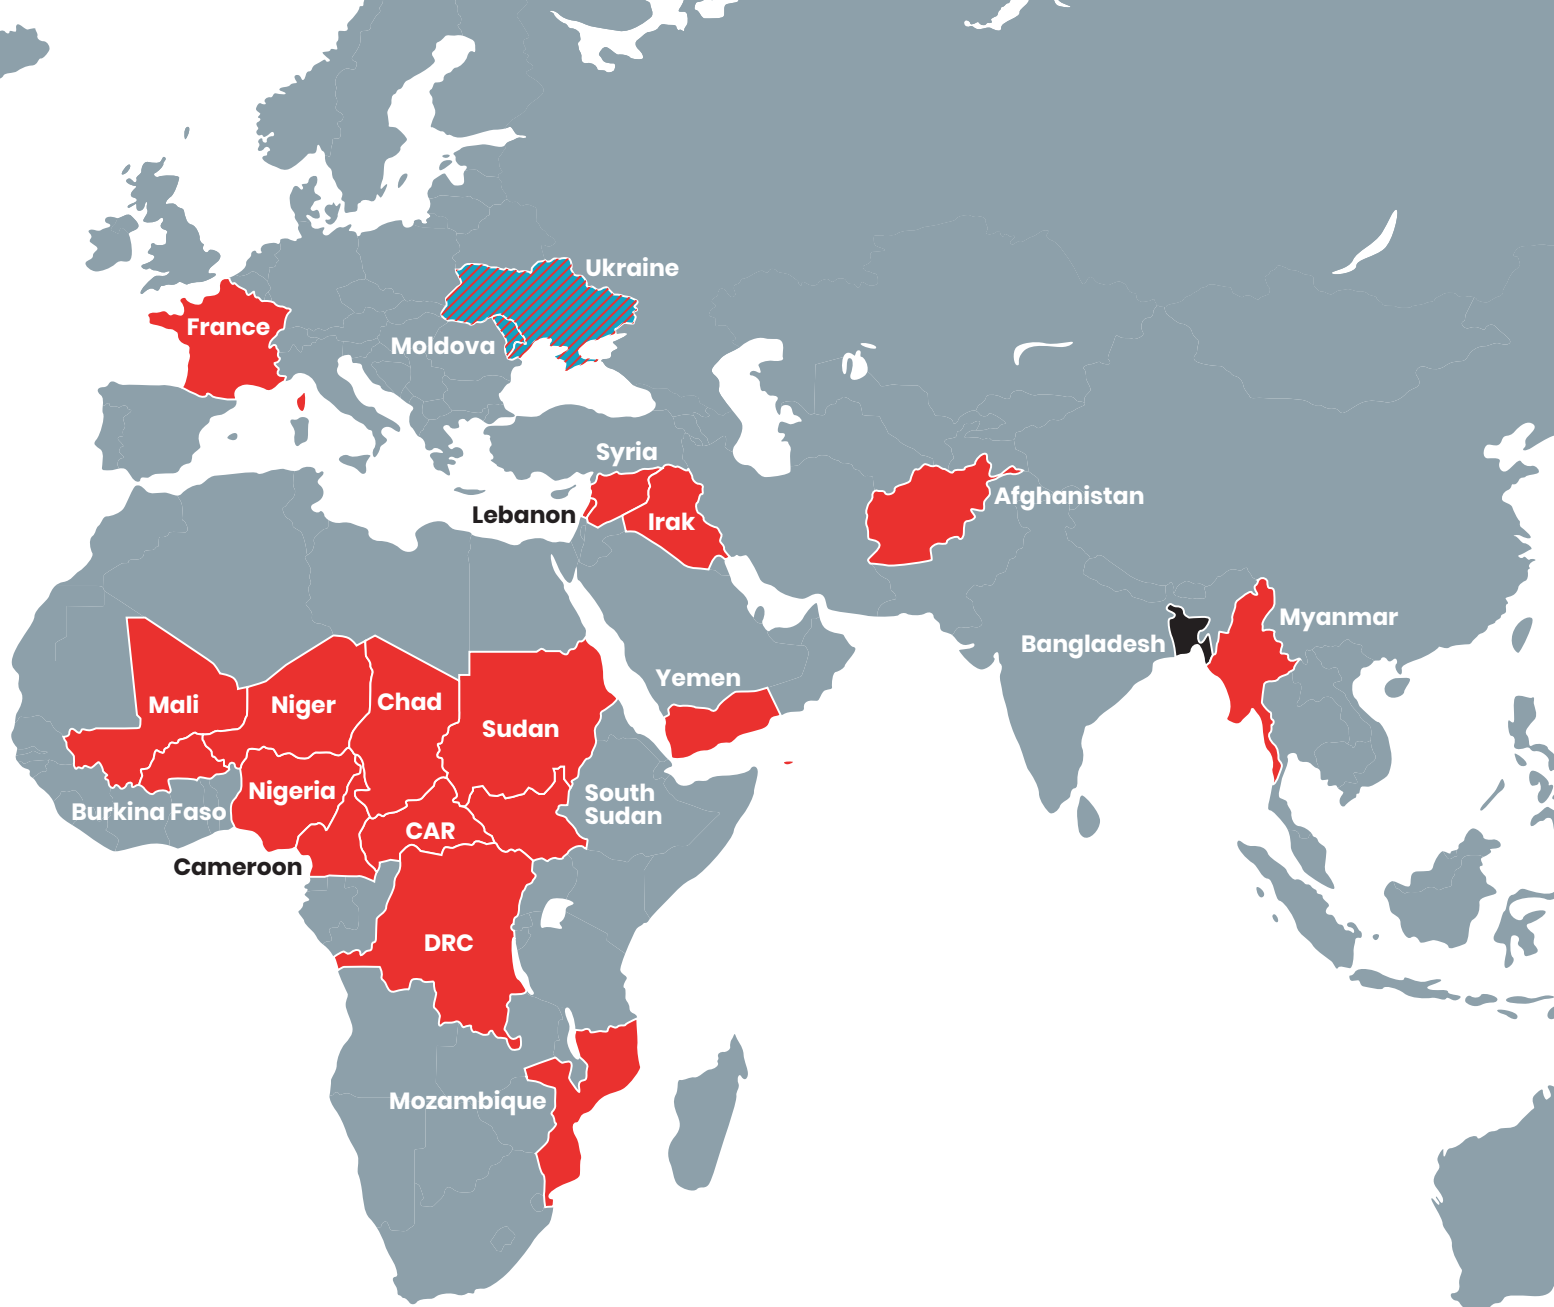 Ukraine
France
Moldova
Syria
Afghanistan
Lebanon
Irak
Myanmar
Bangladesh
Yemen
Mali
Niger
Chad
Sudan
Nigeria
South
Sudan
Burkina Faso
CAR
Cameroon
DRC
Mozambique